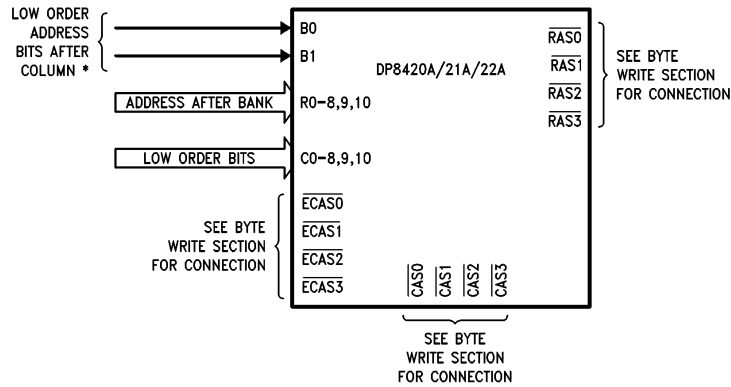 LOW ORDER
ADDRESS
BITS AFTER
COLUMN *
B0
B1
ADDRESS AFTER BANK
R0–8,9,10
LOW ORDER BITS
C0–8,9,10
DP8420A/21A/22A
RAS0
RAS1
RAS2
RAS3
SEE BYTE
WRITE SECTION
FOR CONNECTION
SEE BYTE
WRITE SECTION
FOR CONNECTION
ECAS0
ECAS1
ECAS2
ECAS3
CAS0
CAS1
CAS2
CAS3
SEE BYTE
WRITE SECTION
FOR CONNECTION